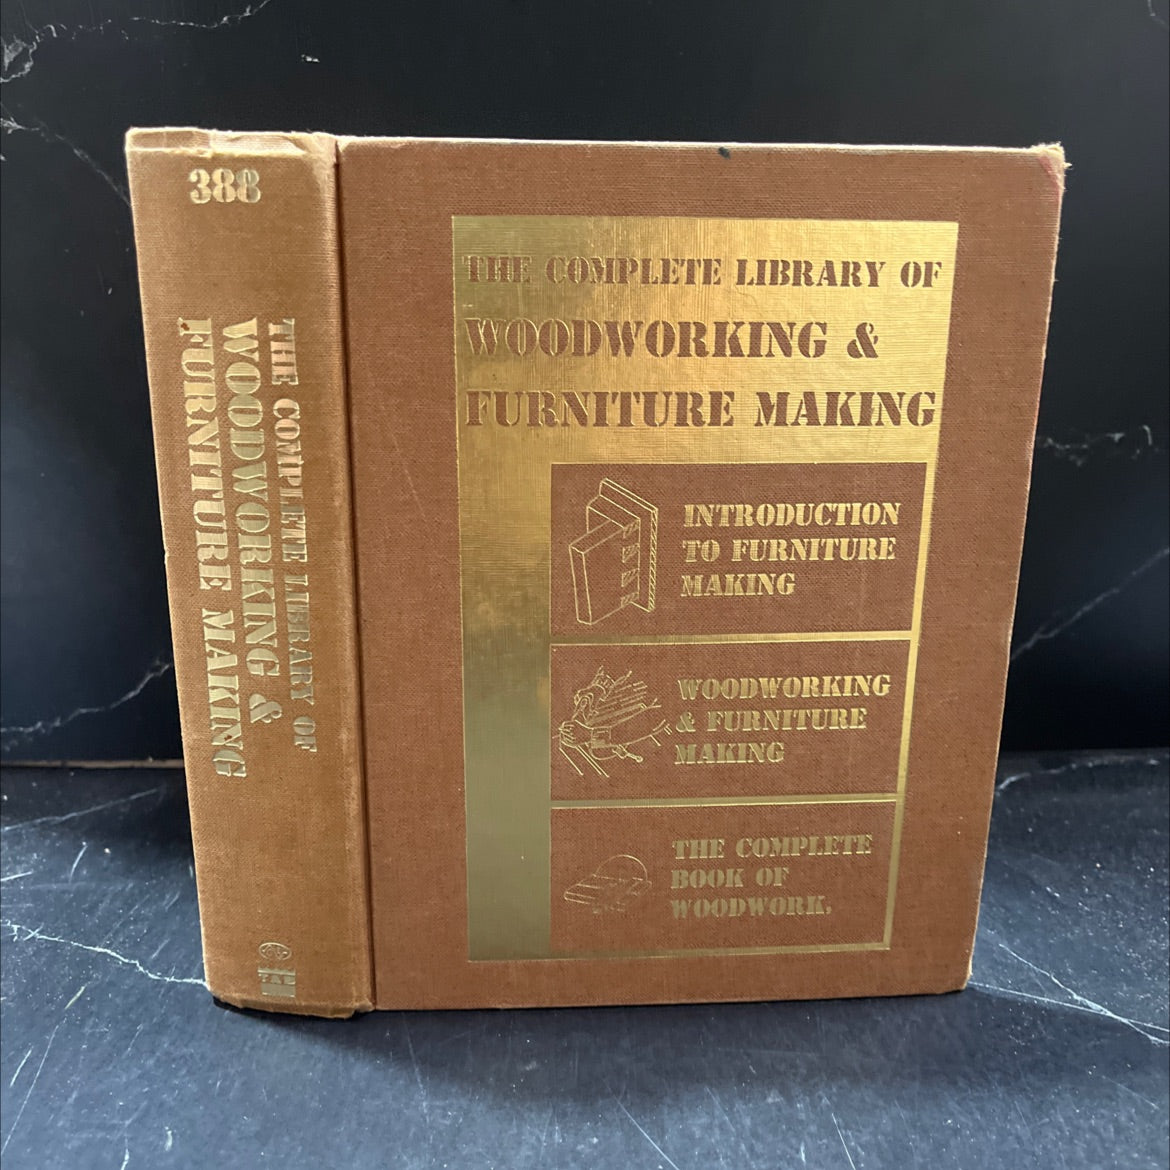 388
THE COMPLETE LIBRARY OF
WOODWORKING &
FURNITURE MAKING
TAB
THE COMPLETE LIBRARY OF
WOODWORKING &
FURNITURE MAKING
INTRODUCTION
TO FURNITURE
MAKING
WOODWORKING
& FURNITURE
MAKING
THE COMPLETE
BOOK OF
WOODWORK,